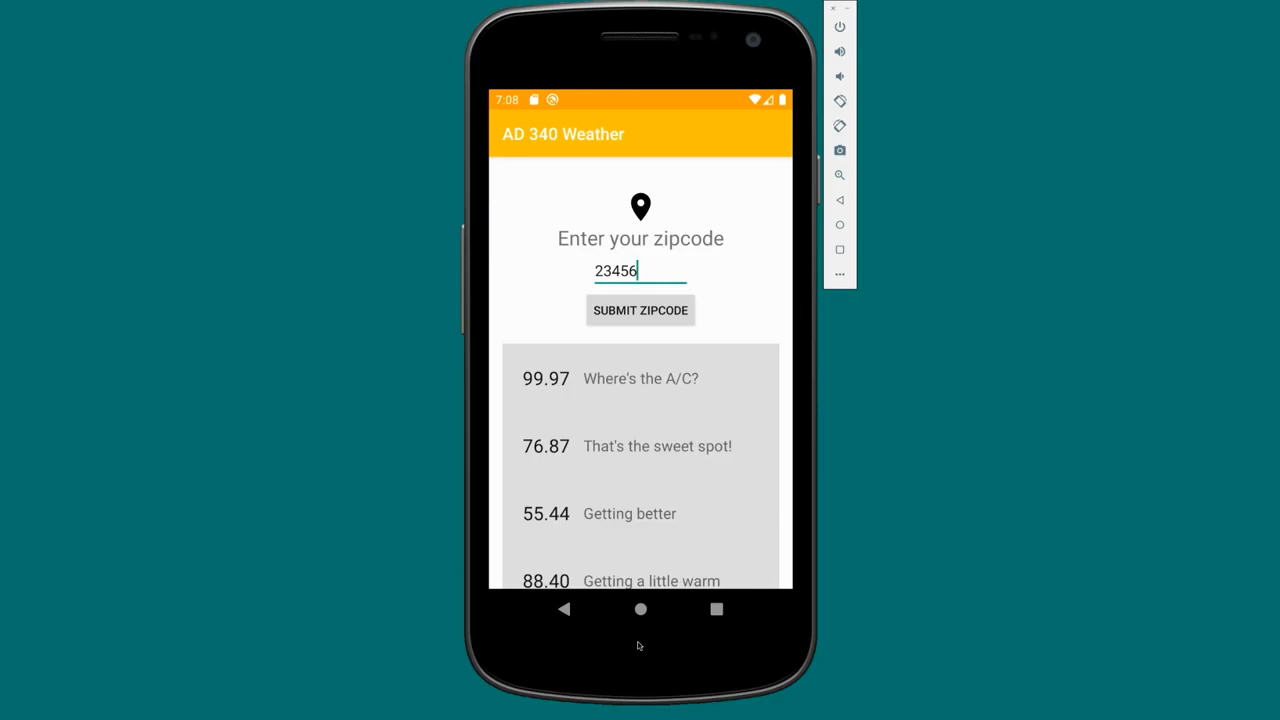 7:08
AD 340 Weather
Enter your zipcode
23456
SUBMIT ZIPCODE
99.97 Where's the A/C?
76.87 That's the sweet spot!
55.44 Getting better
88.40 Getting a little warm